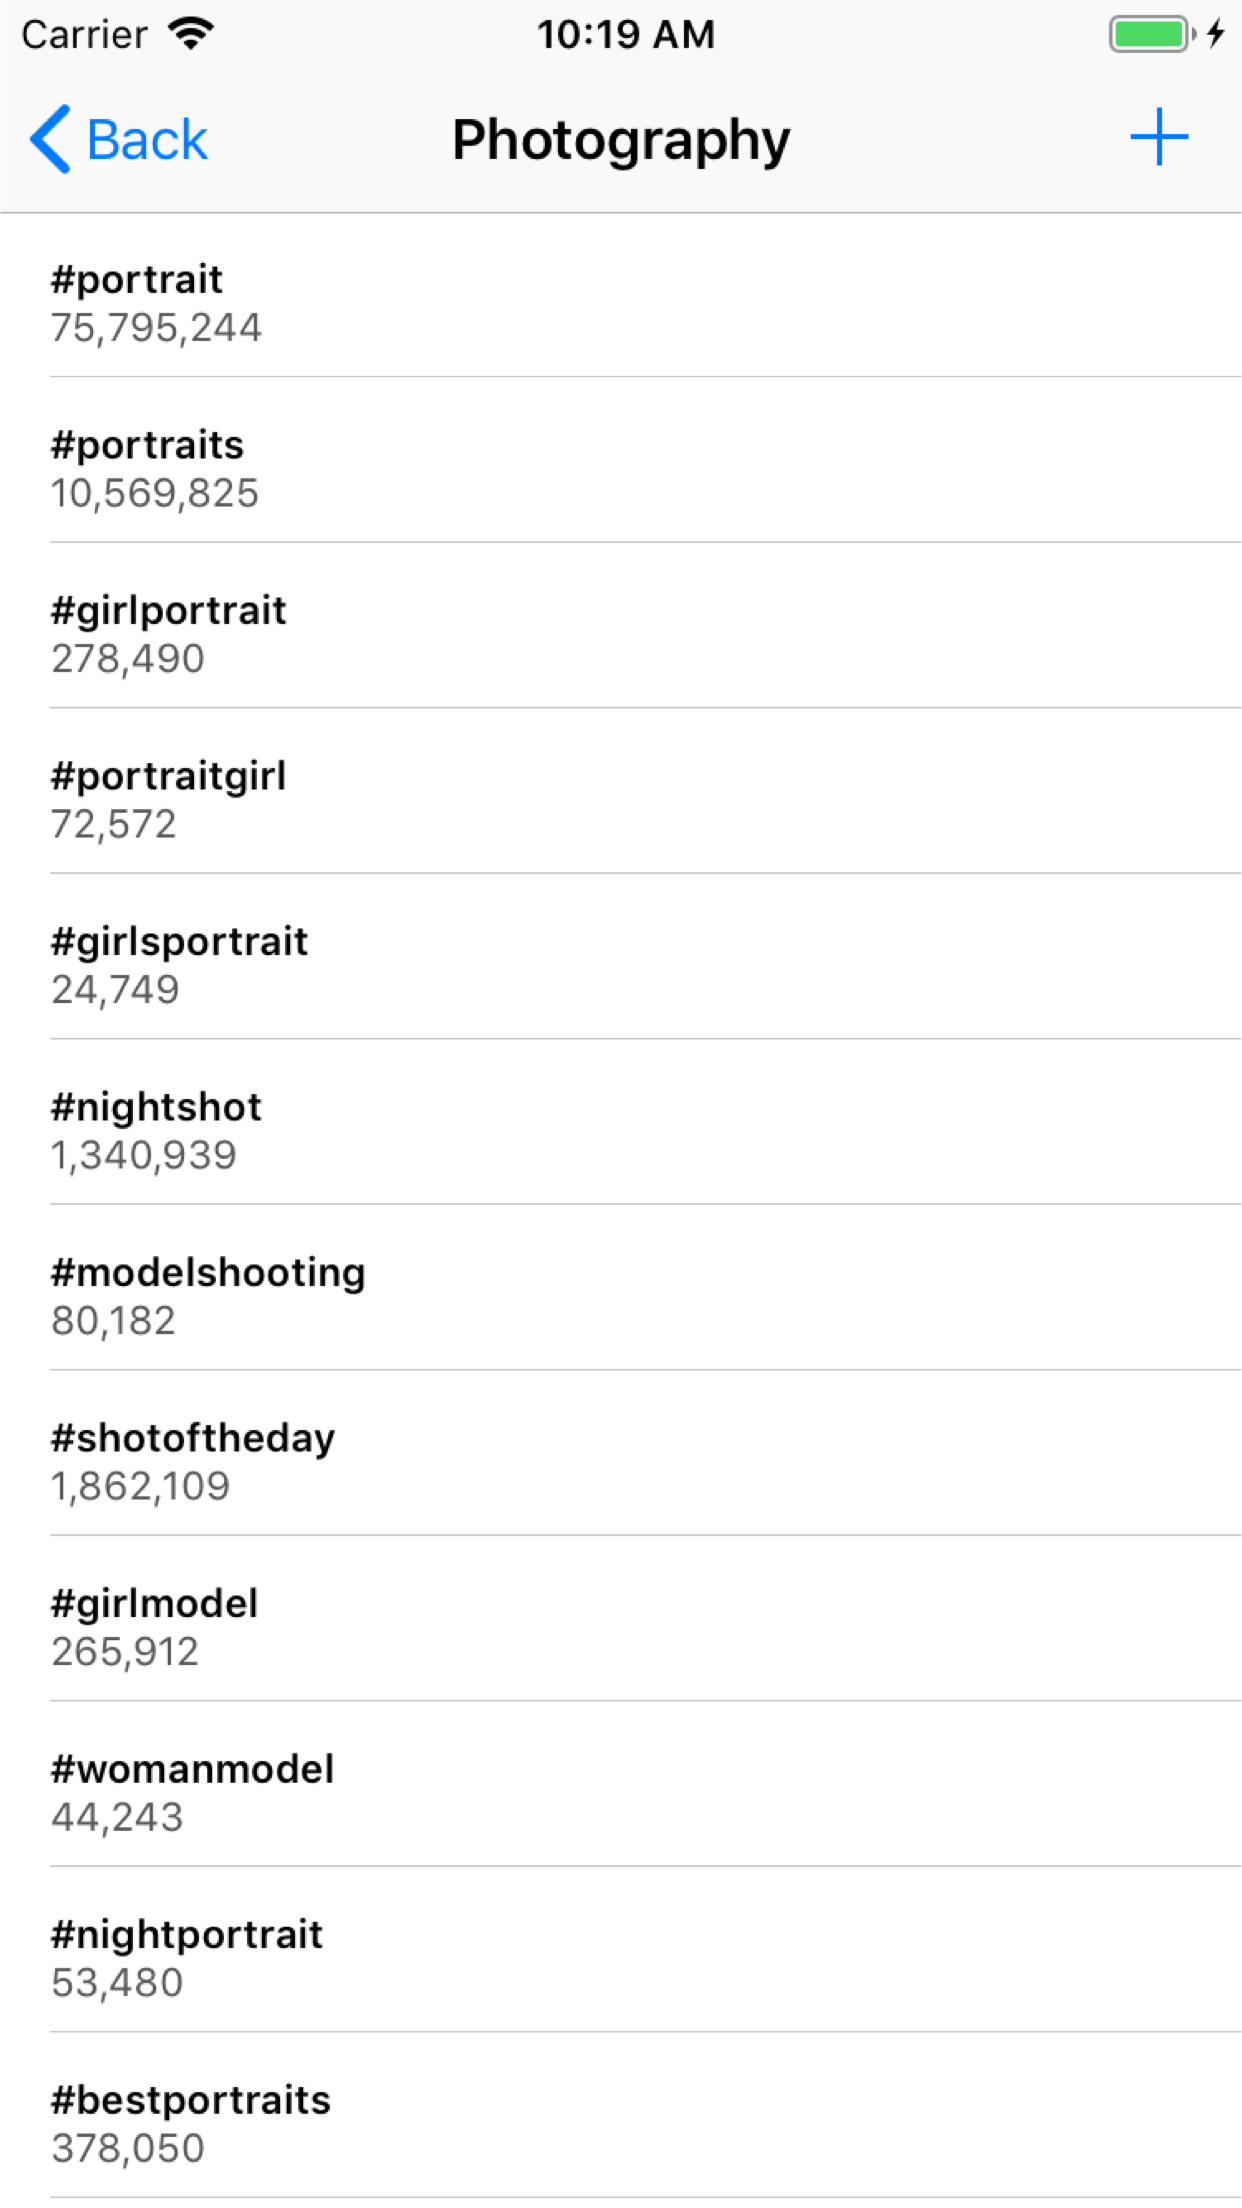 Carrier 10:19 AM
Back Photography
#portrait
75,795,244
#portraits
10,569,825
#girlportrait
278,490
#portraitgirl
72,572
#girlsportrait
24,749
#nightshot
1,340,939
#modelshooting
80,182
#shotoftheday
1,862,109
#girlmodel
265,912
#womanmodel
44,243
#nightportrait
53,480
#bestportraits
378,050